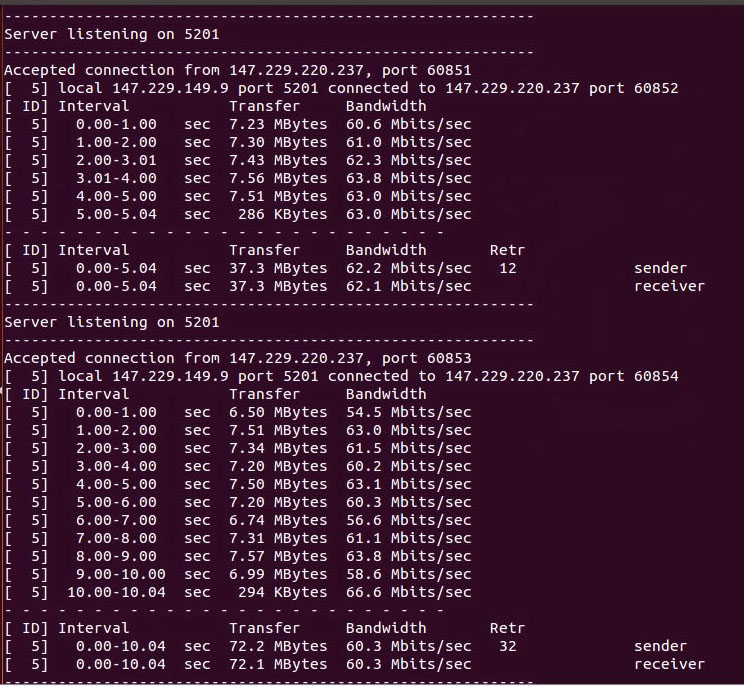 -----------------------------------------------------------
Server listening on 5201
-----------------------------------------------------------
Accepted connection from 147.229.220.237, port 60851
[  5] local 147.229.149.9 port 5201 connected to 147.229.220.237 port 60852
[ ID] Interval           Transfer     Bandwidth
[  5]   0.00-1.00   sec  7.23 MBytes  60.6 Mbits/sec
[  5]   1.00-2.00   sec  7.30 MBytes  61.0 Mbits/sec
[  5]   2.00-3.01   sec  7.43 MBytes  62.3 Mbits/sec
[  5]   3.01-4.00   sec  7.56 MBytes  63.8 Mbits/sec
[  5]   4.00-5.00   sec  7.51 MBytes  63.0 Mbits/sec
[  5]   5.00-5.04   sec   286 KBytes  63.0 Mbits/sec
- - - - - - - - - - - - - - - - - - - - - - - - -
[ ID] Interval           Transfer     Bandwidth       Retr
[  5]   0.00-5.04   sec  37.3 MBytes  62.2 Mbits/sec   12             sender
[  5]   0.00-5.04   sec  37.3 MBytes  62.1 Mbits/sec                  receiver
-----------------------------------------------------------
Server listening on 5201
-----------------------------------------------------------
Accepted connection from 147.229.220.237, port 60853
[  5] local 147.229.149.9 port 5201 connected to 147.229.220.237 port 60854
[ ID] Interval           Transfer     Bandwidth
[  5]   0.00-1.00   sec  6.50 MBytes  54.5 Mbits/sec
[  5]   1.00-2.00   sec  7.51 MBytes  63.0 Mbits/sec
[  5]   2.00-3.00   sec  7.34 MBytes  61.5 Mbits/sec
[  5]   3.00-4.00   sec  7.20 MBytes  60.2 Mbits/sec
[  5]   4.00-5.00   sec  7.50 MBytes  63.1 Mbits/sec
[  5]   5.00-6.00   sec  7.20 MBytes  60.3 Mbits/sec
[  5]   6.00-7.00   sec  6.74 MBytes  56.6 Mbits/sec
[  5]   7.00-8.00   sec  7.31 MBytes  61.1 Mbits/sec
[  5]   8.00-9.00   sec  7.57 MBytes  63.8 Mbits/sec
[  5]   9.00-10.00  sec  6.99 MBytes  58.6 Mbits/sec
[  5]  10.00-10.04  sec   294 KBytes  66.6 Mbits/sec
- - - - - - - - - - - - - - - - - - - - - - - - -
[ ID] Interval           Transfer     Bandwidth       Retr
[  5]   0.00-10.04  sec  72.2 MBytes  60.3 Mbits/sec   32             sender
[  5]   0.00-10.04  sec  72.1 MBytes  60.3 Mbits/sec                  receiver
-----------------------------------------------------------